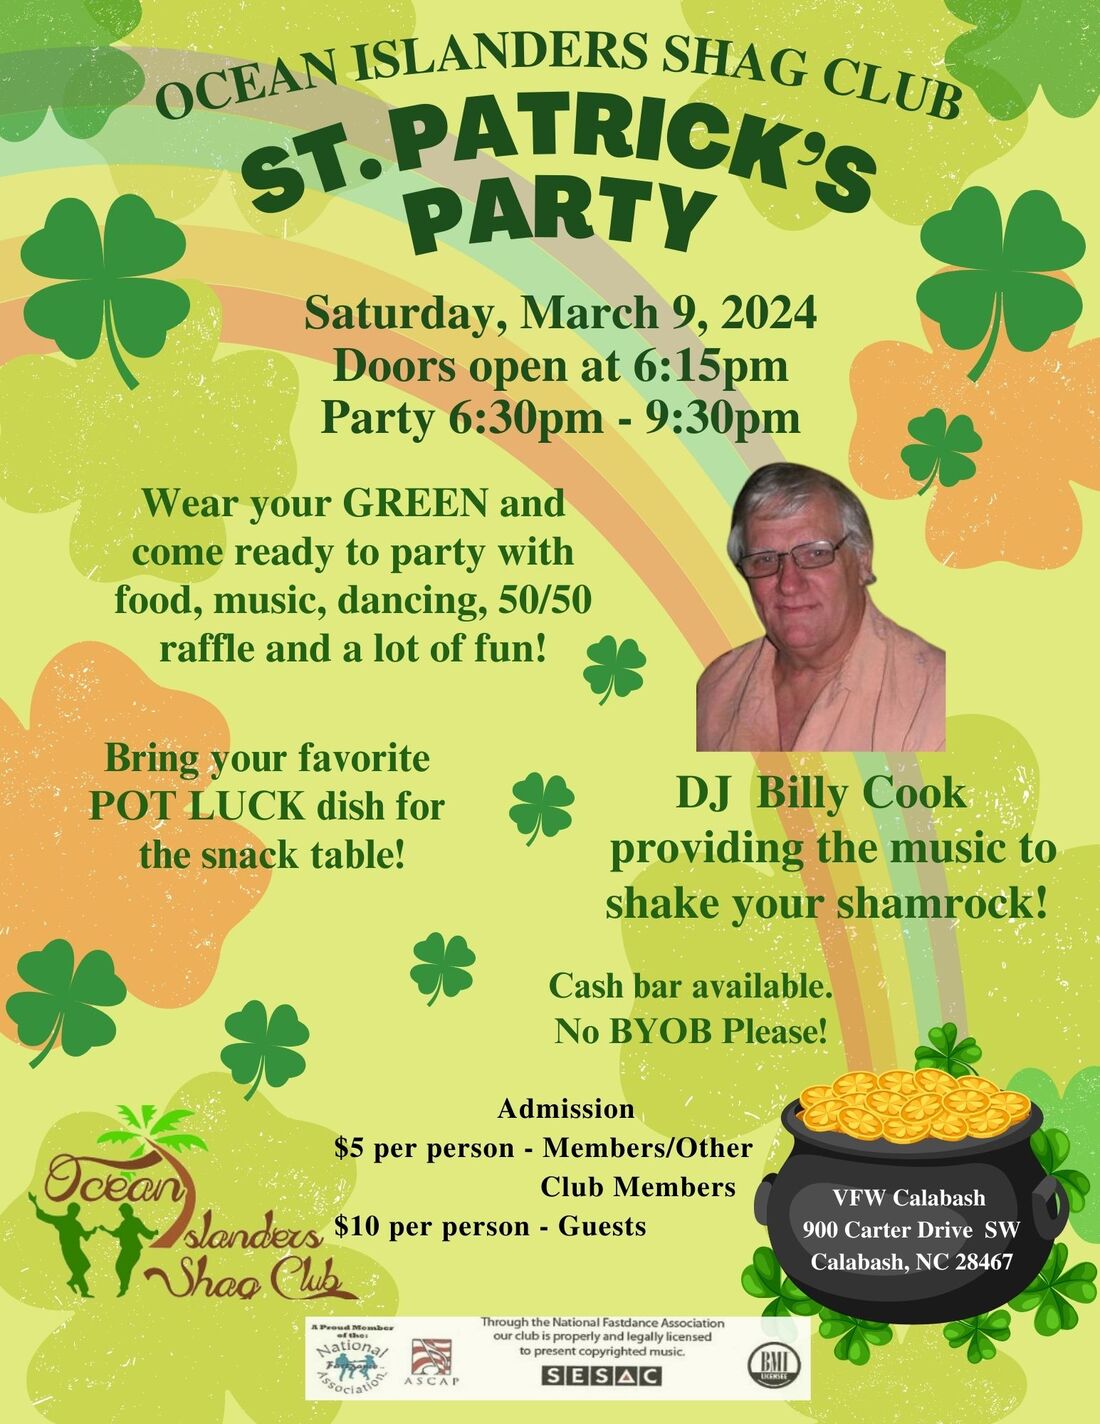 OCEAN ISLANDERS SHAG CLUB
ST. PATRICK'S
PARTY
Saturday, March 9, 2024
Doors open at 6:15pm
Party 6:30pm - 9:30pm
Wear your GREEN and
come ready to party with
food, music, dancing, 50/50
raffle and a lot of fun!
Bring your favorite
POT LUCK dish for
the snack table!
DJ Billy Cook
providing the music to
shake your shamrock!
Cash bar available.
No BYOB Please!
Admission
$5 per person - Members/Other
Club Members
$10 per person - Guests
VFW Calabash
900 Carter Drive SW
Calabash, NC 28467
Ocean
Islanders
Shag Club
A Proud Member
of the:
National
Fastdance
Association
ASCAP
Through the National Fastdance Association
our club is properly and legally licensed
to present copyrighted music.
SESAC
BMI
LICENSEE